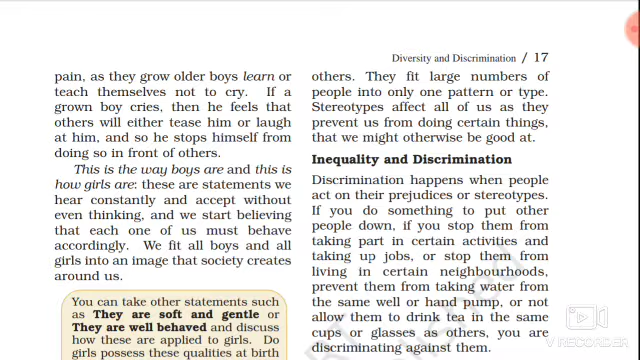 Diversity and Discrimination / 17
pain, as they grow older boys learn or
teach themselves not to cry. If a
grown boy cries, then he feels that
others will either tease him or laugh
at him, and so he stops himself from
doing so in front of others.
This is the way boys are and this is
how girls are: these are statements we
hear constantly and accept without
even thinking, and we start believing
that each one of us must behave
accordingly. We fit all boys and all
girls into an image that society creates
around us.
You can take other statements such
as They are soft and gentle or
They are well behaved and discuss
how these are applied to girls. Do
girls possess these qualities at birth
others. They fit large numbers of
people into only one pattern or type.
Stereotypes affect all of us as they
prevent us from doing certain things,
that we might otherwise be good at.
Inequality and Discrimination
Discrimination happens when people
act on their prejudices or stereotypes.
If you do something to put other
people down, if you stop them from
taking part in certain activities and
taking up jobs, or stop them from
living in certain neighbourhoods,
prevent them from taking water from
the same well or hand pump, or not
allow them to drink tea in the same
cups or glasses as others, you are
discriminating against them.
V RECORDER